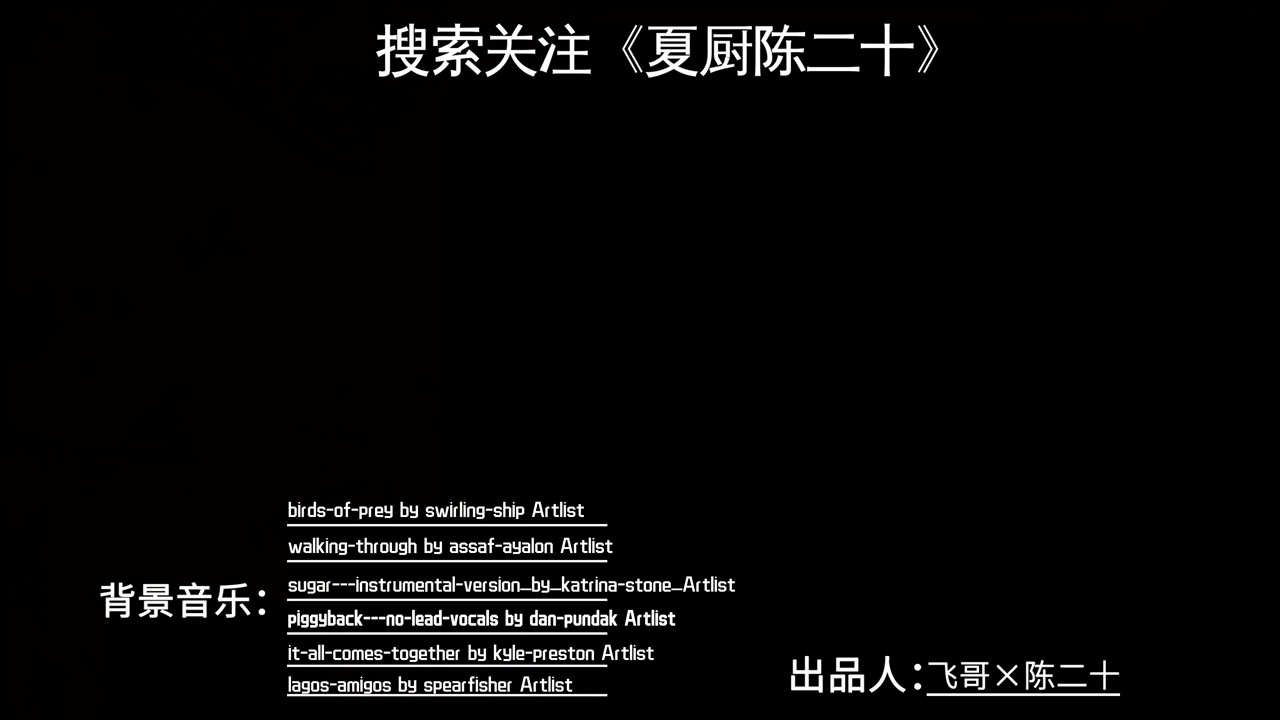 搜索关注《夏厨陈二十》
birds-of-prey by swirling-ship Artlist
walking-through by assaf-ayalon Artlist
背景音乐：
sugar---instrumental-version_by_katrina-stone_Artlist
piggyback---no-lead-vocals by dan-pundak Artlist
it-all-comes-together by kyle-preston Artlist
lagos-amigos by spearfisher Artlist
出品人：飞哥×陈二十